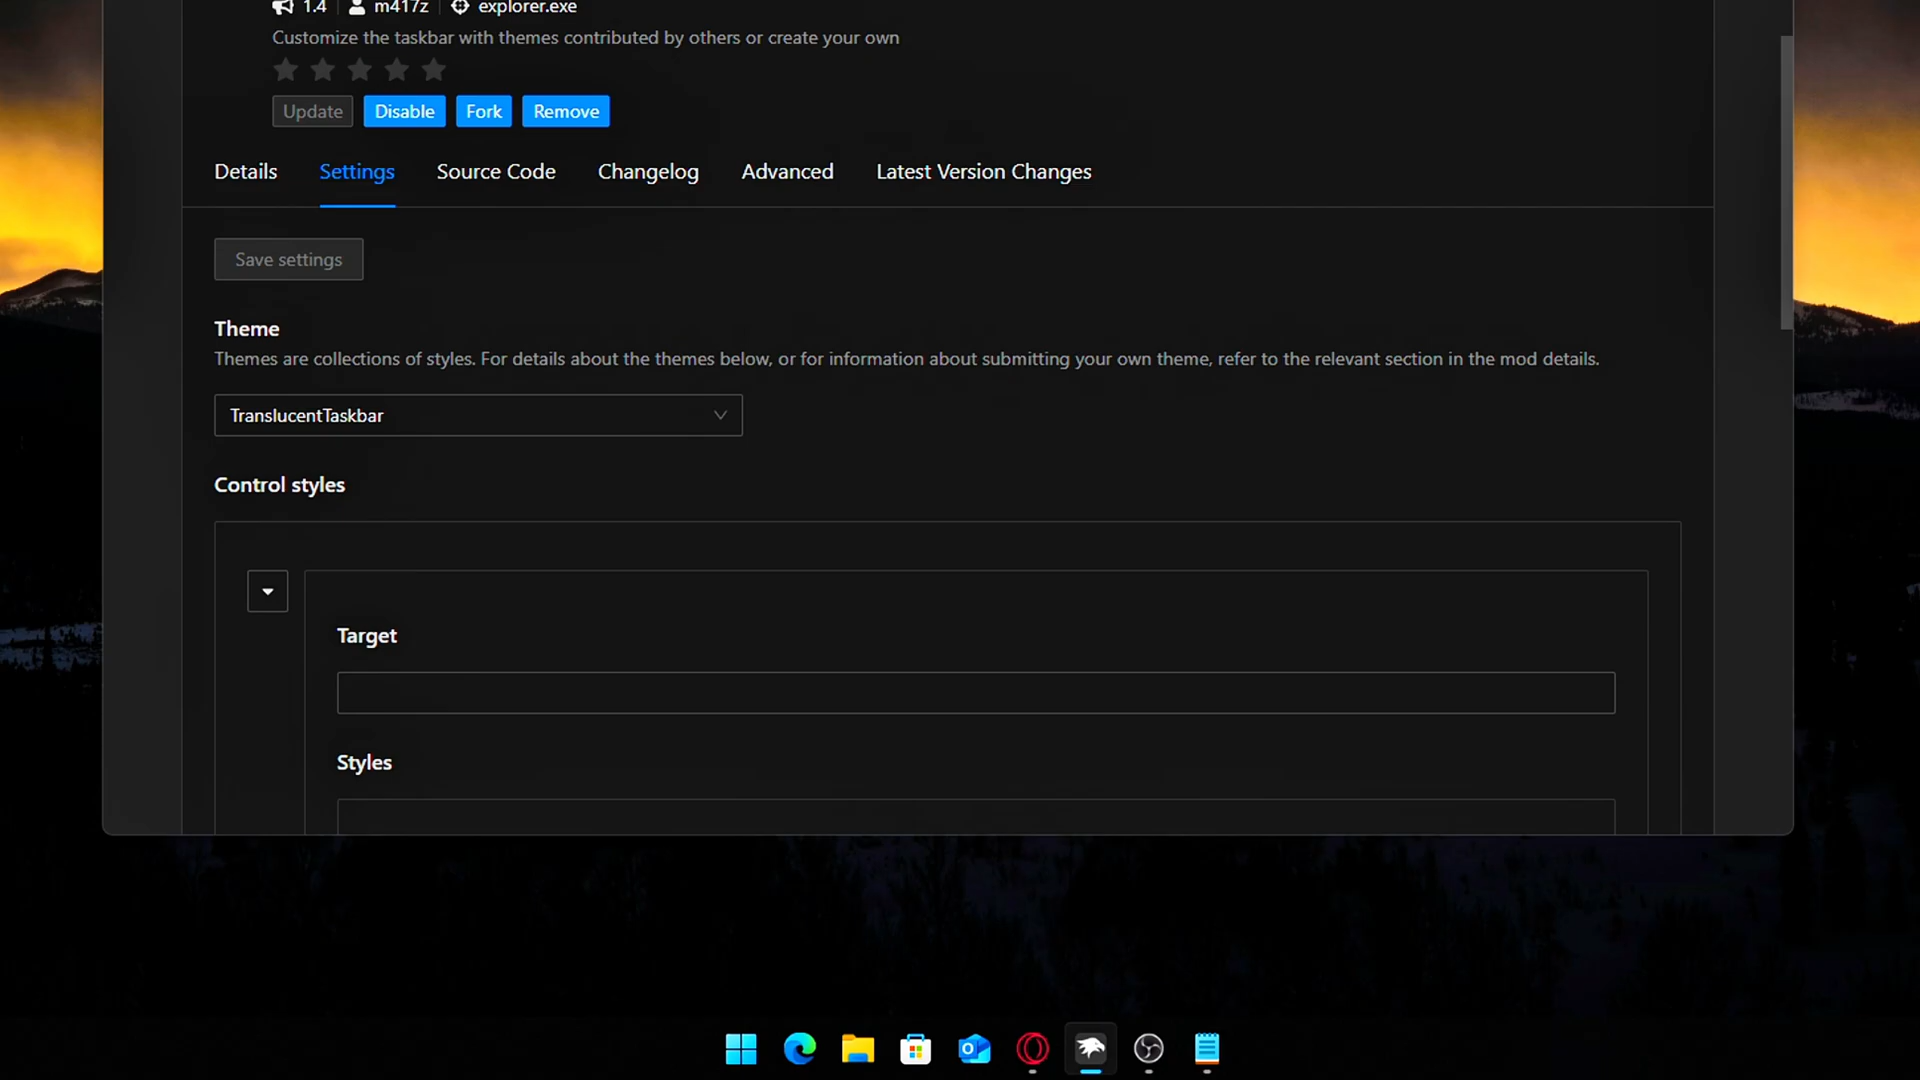 1.4 m417z explorer.exe
Customize the taskbar with themes contributed by others or create your own
Update Disable Fork Remove
Details Settings Source Code Changelog Advanced Latest Version Changes
Save settings
Theme
Themes are collections of styles. For details about the themes below, or for information about submitting your own theme, refer to the relevant section in the mod details.
TranslucentTaskbar
Control styles
Target
Styles